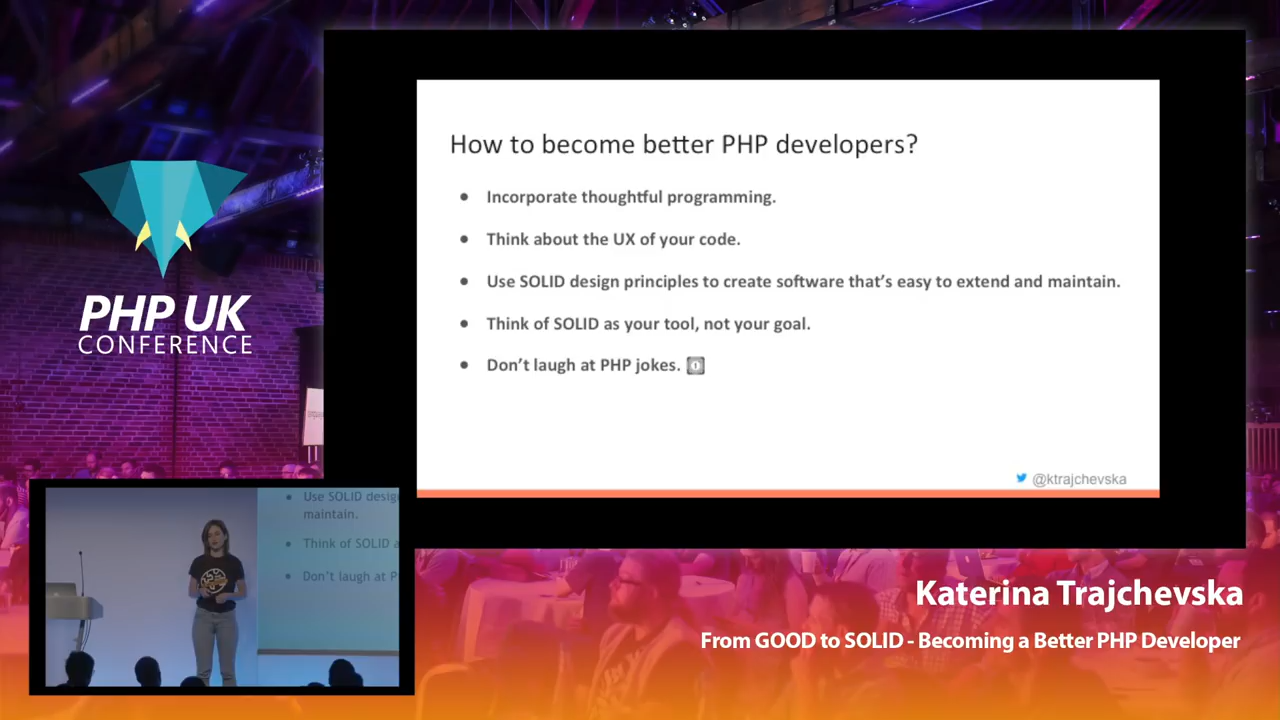 How to become better PHP developers?
Incorporate thoughtful programming.
Think about the UX of your code.
Use SOLID design principles to create software that's easy to extend and maintain.
Think of SOLID as your tool, not your goal.
Don't laugh at PHP jokes.
@ktrajchevska
PHP UK
CONFERENCE
Use SOLID desig
maintain.
Think of SOLID a
Don't laugh at P
Katerina Trajchevska
From GOOD to SOLID - Becoming a Better PHP Developer